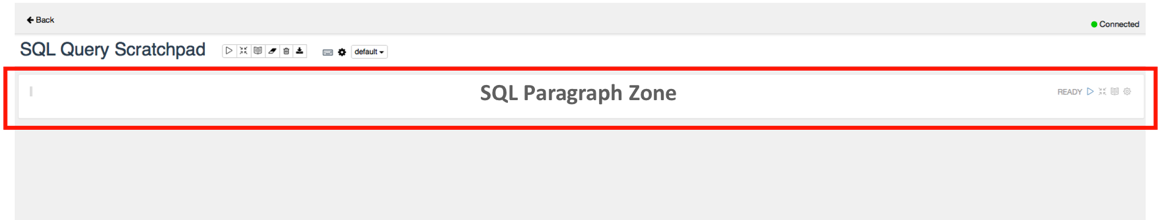 Back
Connected
SQL Query Scratchpad default
SQL Paragraph Zone
READY